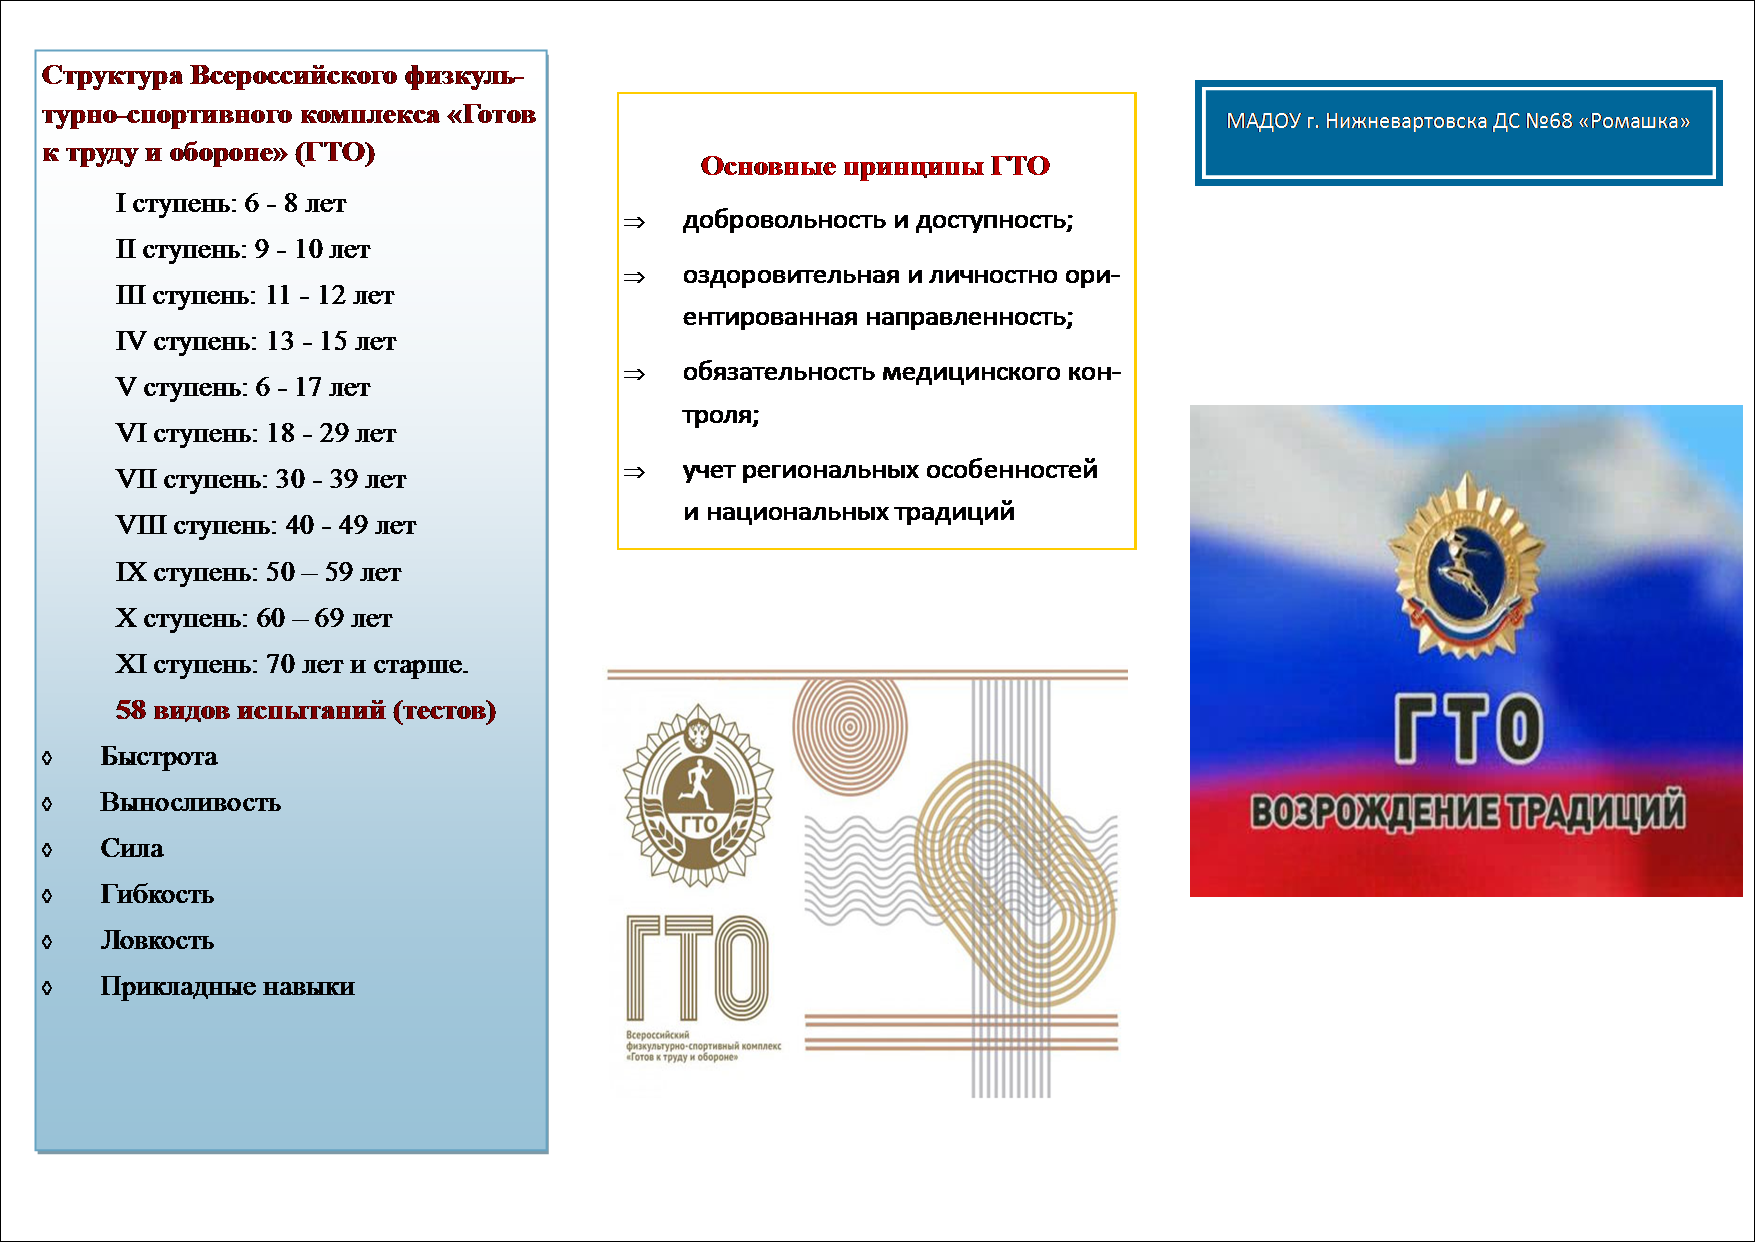 Структура Всероссийского физкуль-
турно-спортивного комплекса «Готов
к труду и обороне» (ГТО)
I ступень: 6 - 8 лет
II ступень: 9 - 10 лет
III ступень: 11 - 12 лет
IV ступень: 13 - 15 лет
V ступень: 6 - 17 лет
VI ступень: 18 - 29 лет
VII ступень: 30 - 39 лет
VIII ступень: 40 - 49 лет
IX ступень: 50 – 59 лет
X ступень: 60 – 69 лет
XI ступень: 70 лет и старше.
58 видов испытаний (тестов)
◊ Быстрота
◊ Выносливость
◊ Сила
◊ Гибкость
◊ Ловкость
◊ Прикладные навыки
Основные принципы ГТО
⇒ добровольность и доступность;
⇒ оздоровительная и личностно ори-
ентированная направленность;
⇒ обязательность медицинского кон-
троля;
⇒ учет региональных особенностей
и национальных традиций
ГТО
ГТО
Всероссийский
физкультурно-спортивный комплекс
«Готов к труду и обороне»
МАДОУ г. Нижневартовска ДС №68 «Ромашка»
ГТО
ВОЗРОЖДЕНИЕ ТРАДИЦИЙ